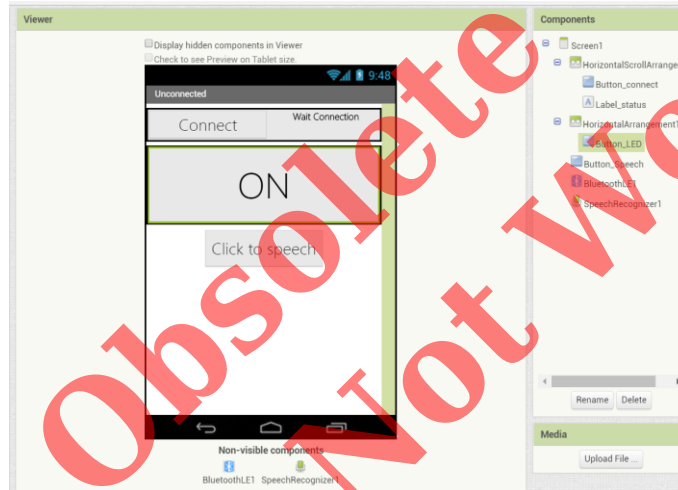 Viewer
Components
Display hidden components in Viewer
Check to see Preview on Tablet size.
9:48
Unconnected
Connect
Wait Connection
ON
Click to speech
Non-visible components
BluetoothLE1 SpeechRecognizer1
Screen1
HorizontalScrollArrange
Button_connect
Label_status
HorizontalArrangement1
Button_LED
Button_Speech
BluetoothLE1
SpeechRecognizer1
Rename Delete
Media
Upload File ...
Obsolete
Not Wo